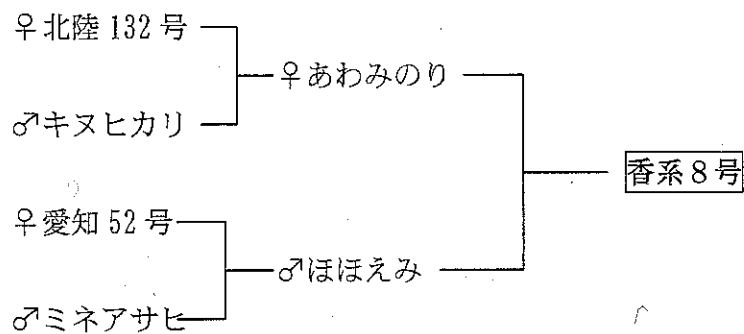 ♀北陸 132 号
♀あわみのり
♂キヌヒカリ
香系８号
♀愛知 52 号
♂ほほえみ
♂ミネアサヒ